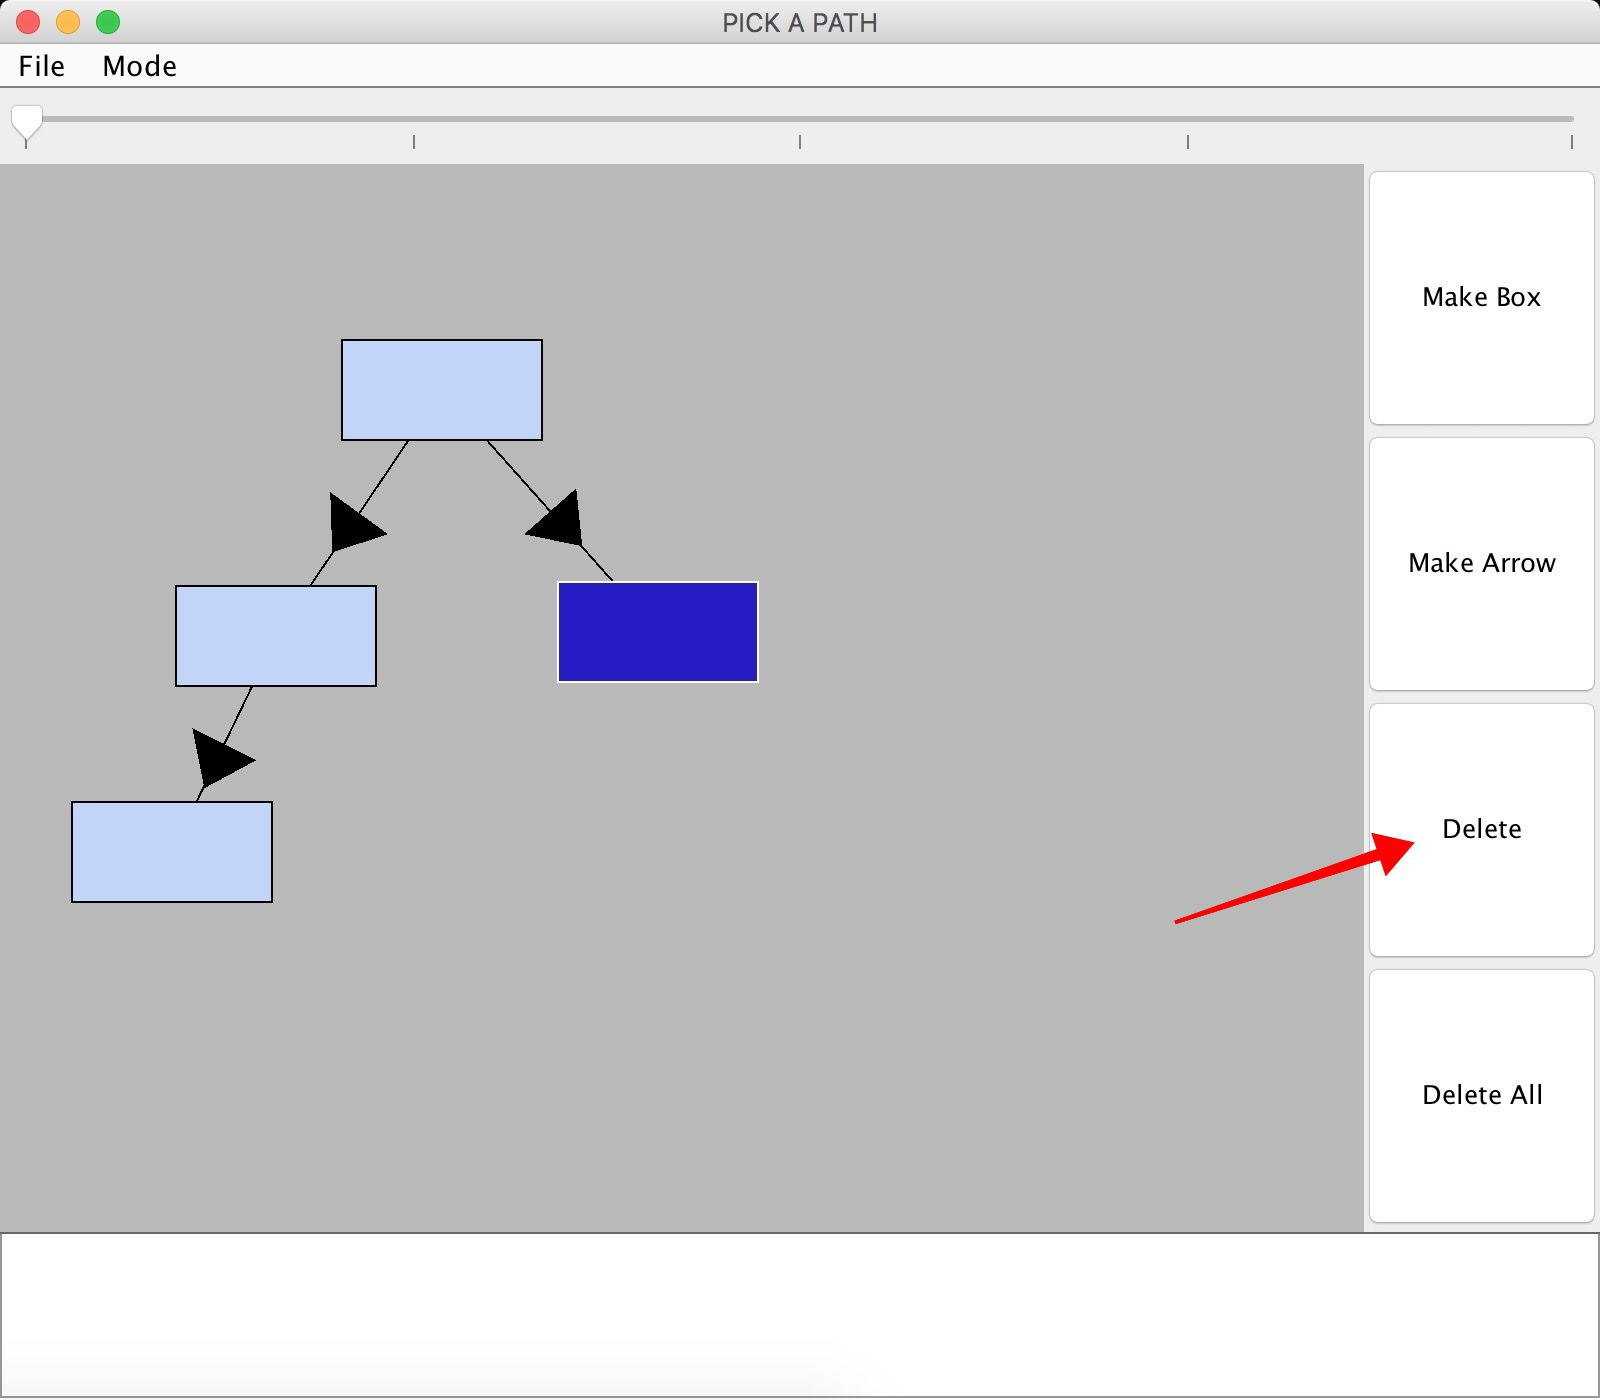 PICK A PATH
File Mode
Make Box
Make Arrow
Delete
Delete All